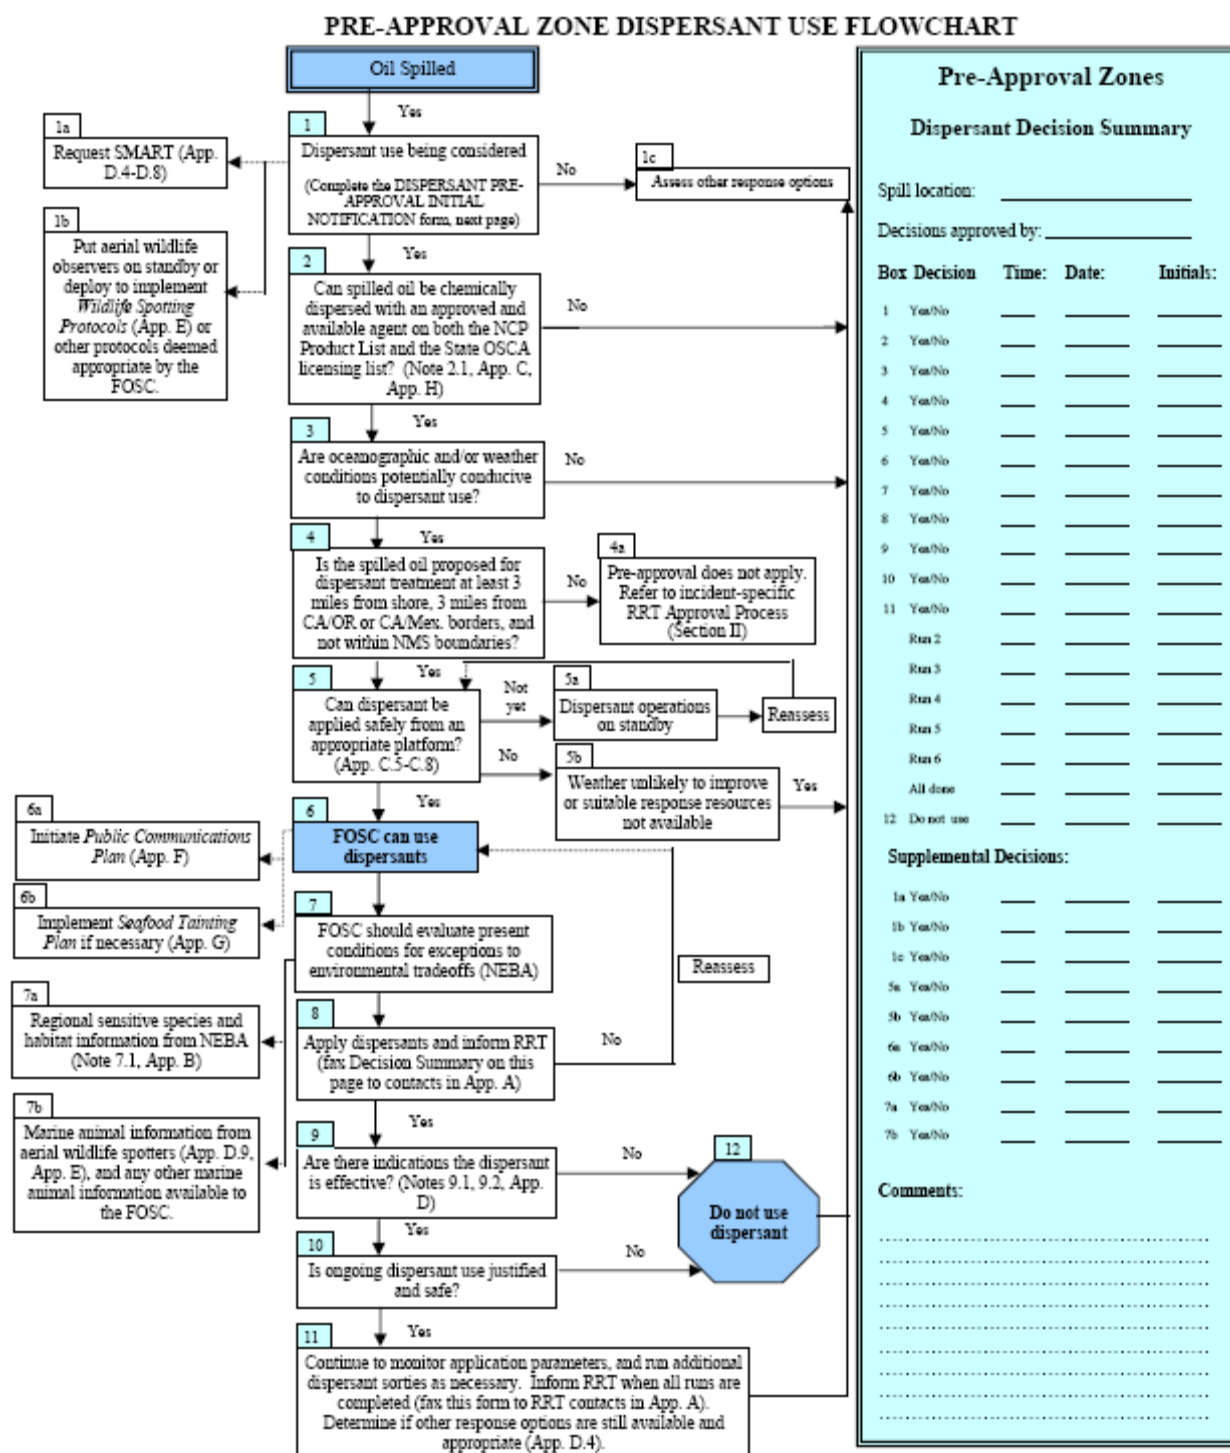 PRE-APPROVAL ZONE DISPERSANT USE FLOWCHART
Oil Spilled
Yes
1a
Request SMART (App.
D.4-D.8)
1
Dispersant use being considered
(Complete the DISPERSANT PRE-
APPROVAL INITIAL
NOTIFICATION form, next page)
No
1c
Assess other response options
1b
Put aerial wildlife
observers on standby or
deploy to implement
Wildlife Spotting
Protocols (App. E) or
other protocols deemed
appropriate by the
FOSC.
Yes
2
Can spilled oil be chemically
dispersed with an approved and
available agent on both the NCP
Product List and the State OSCA
licensing list? (Note 2.1, App. C,
App. H)
No
Yes
3
Are oceanographic and/or weather
conditions potentially conducive
to dispersant use?
No
Yes
4
Is the spilled oil proposed for
dispersant treatment at least 3
miles from shore, 3 miles from
CA/OR or CA/Mex. borders, and
not within NMS boundaries?
No
4a
Pre-approval does not apply.
Refer to incident-specific
RRT Approval Process
(Section II)
Yes
5
Can dispersant be
applied safely from an
appropriate platform?
(App. C.5-C.8)
Not
yet
5a
Dispersant operations
on standby
Reassess
No
5b
Weather unlikely to improve
or suitable response resources
not available
Yes
Yes
6a
Initiate Public Communications
Plan (App. F)
6
FOSC can use
dispersants
6b
Implement Seafood Tainting
Plan if necessary (App. G)
7
FOSC should evaluate present
conditions for exceptions to
environmental tradeoffs (NEBA)
Reassess
7a
Regional sensitive species and
habitat information from NEBA
(Note 7.1, App. B)
8
Apply dispersants and inform RRT
(fax Decision Summary on this
page to contacts in App. A)
No
7b
Marine animal information from
aerial wildlife spotters (App. D.9,
App. E), and any other marine
animal information available to
the FOSC.
Yes
9
Are there indications the dispersant
is effective? (Notes 9.1, 9.2, App.
D)
No
12
Do not use
dispersant
Yes
10
Is ongoing dispersant use justified
and safe?
No
Yes
11
Continue to monitor application parameters, and run additional
dispersant sorties as necessary. Inform RRT when all runs are
completed (fax this form to RRT contacts in App. A).
Determine if other response options are still available and
appropriate (App. D.4).
Pre-Approval Zones
Dispersant Decision Summary
Spill location:
Decisions approved by:
Box Decision Time: Date: Initials:
1 Yes/No
2 Yes/No
3 Yes/No
4 Yes/No
5 Yes/No
6 Yes/No
7 Yes/No
8 Yes/No
9 Yes/No
10 Yes/No
11 Yes/No
Run 2
Run 3
Run 4
Run 5
Run 6
All done
12 Do not use
Supplemental Decisions:
1a Yes/No
1b Yes/No
1c Yes/No
5a Yes/No
5b Yes/No
6a Yes/No
6b Yes/No
7a Yes/No
7b Yes/No
Comments: